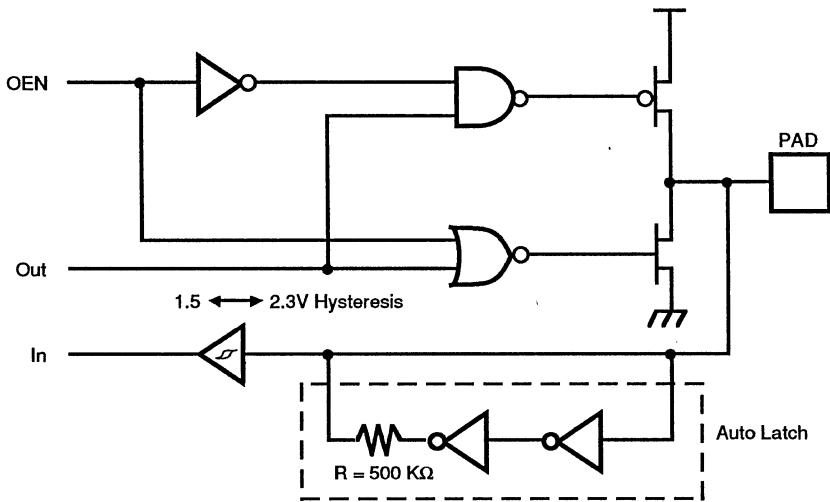 OEN
PAD
Out
1.5 ↔ 2.3V Hysteresis
In
Auto Latch
R = 500 KΩ